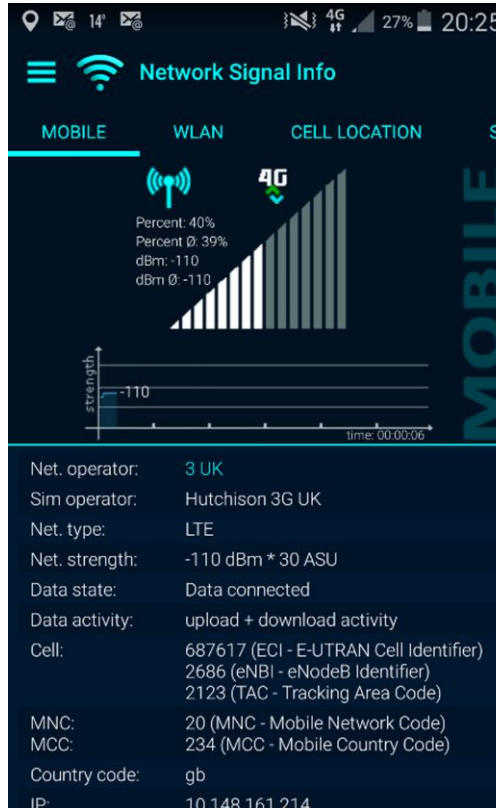 14° 4G 27% 20:25
Network Signal Info
MOBILE WLAN CELL LOCATION S
4G
Percent: 40%
Percent Ø: 39%
dBm: -110
dBm Ø: -110
MOBILE
strength
-110
time: 00:00:06
Net. operator: 3 UK
Sim operator: Hutchison 3G UK
Net. type: LTE
Net. strength: -110 dBm * 30 ASU
Data state: Data connected
Data activity: upload + download activity
Cell: 687617 (ECI - E-UTRAN Cell Identifier)
2686 (eNBI - eNodeB Identifier)
2123 (TAC - Tracking Area Code)
MNC: 20 (MNC - Mobile Network Code)
MCC: 234 (MCC - Mobile Country Code)
Country code: gb
IP: 10.148.161.214